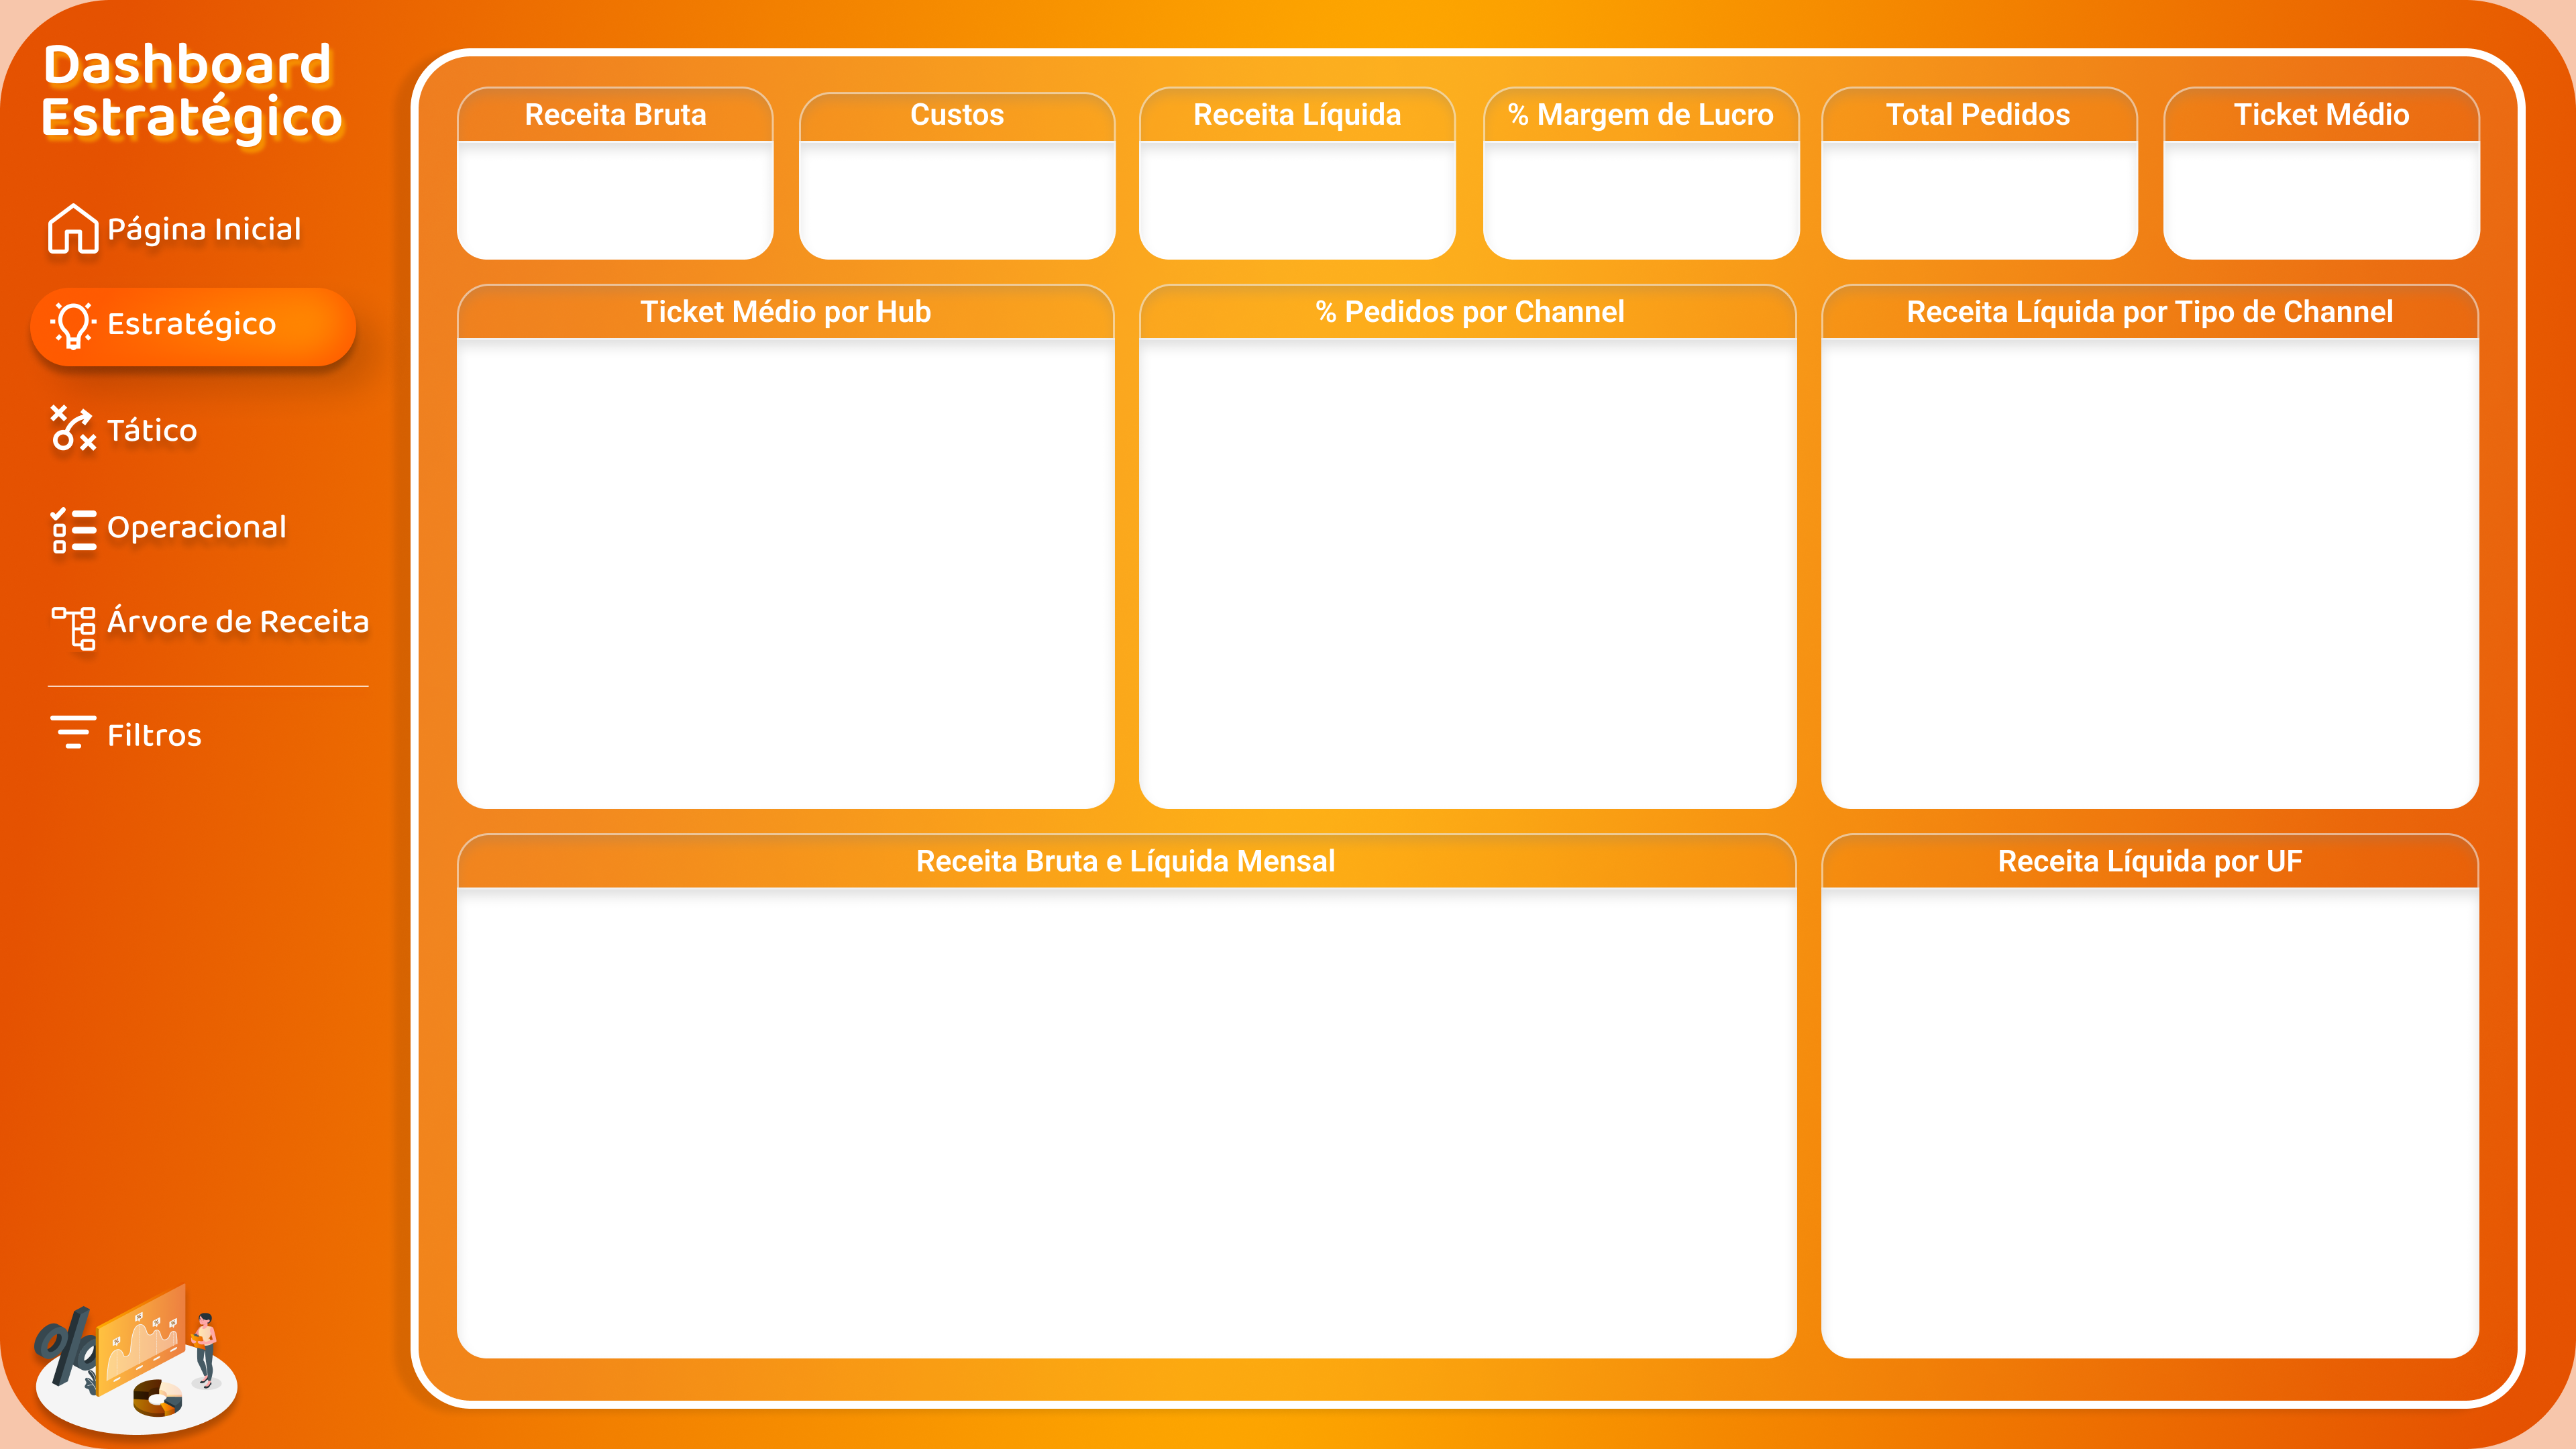 Dashboard
Estratégico
Página Inicial
Estratégico
Tático
Operacional
Árvore de Receita
Filtros
Receita Bruta
Custos
Receita Líquida
% Margem de Lucro
Total Pedidos
Ticket Médio
Ticket Médio por Hub
% Pedidos por Channel
Receita Líquida por Tipo de Channel
Receita Bruta e Líquida Mensal
Receita Líquida por UF
%